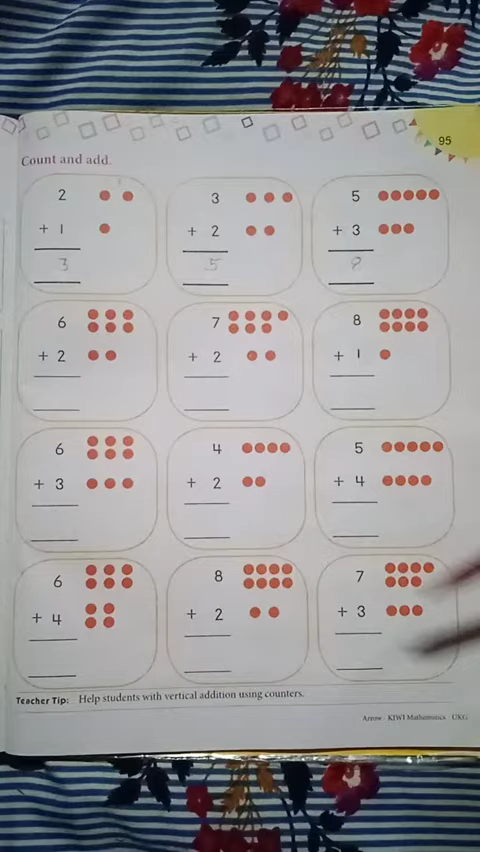 95
Count and add.
2 3 5
+ 1 + 2 + 3
3 5 8
6 7 8
+ 2 + 2 + 1
6 4 5
+ 3 + 2 + 4
6 8 7
+ 4 + 2 + 3
Teacher Tip: Help students with vertical addition using counters.
Arrow KIWI Mathematics UKG